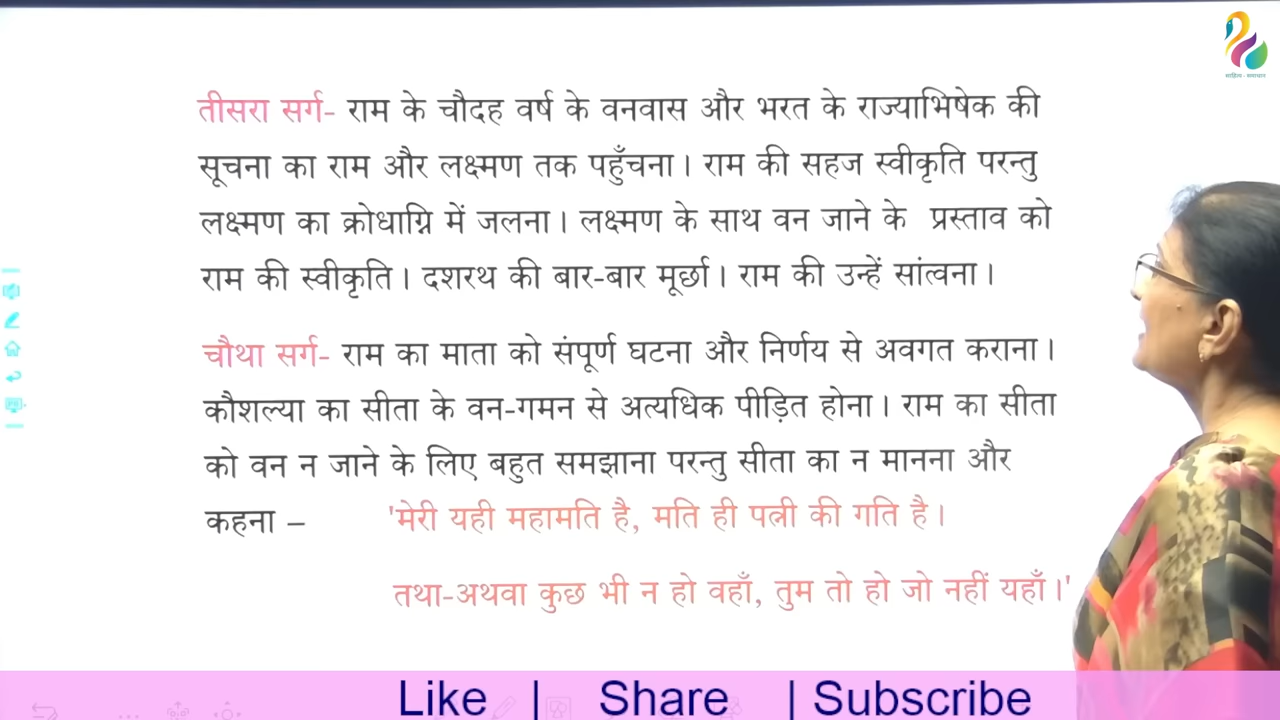 साहित्य - समाधान
तीसरा सर्ग- राम के चौदह वर्ष के वनवास और भरत के राज्याभिषेक की
सूचना का राम और लक्ष्मण तक पहुँचना। राम की सहज स्वीकृति परन्तु
लक्ष्मण का क्रोधाग्नि में जलना। लक्ष्मण के साथ वन जाने के प्रस्ताव को
राम की स्वीकृति। दशरथ की बार-बार मूर्छा। राम की उन्हें सांत्वना।
चौथा सर्ग- राम का माता को संपूर्ण घटना और निर्णय से अवगत कराना।
कौशल्या का सीता के वन-गमन से अत्यधिक पीड़ित होना। राम का सीता
को वन न जाने के लिए बहुत समझाना परन्तु सीता का न मानना और
कहना – 'मेरी यही महामति है, मति ही पत्नी की गति है।
तथा-अथवा कुछ भी न हो वहाँ, तुम तो हो जो नहीं यहाँ।'
Like | Share | Subscribe